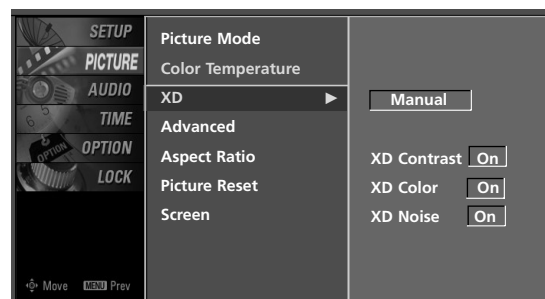 SETUP
PICTURE
AUDIO
TIME
OPTION
LOCK
Move MENU Prev
Picture Mode
Color Temperature
XD ▶
Advanced
Aspect Ratio
Picture Reset
Screen
Manual
XD Contrast On
XD Color On
XD Noise On